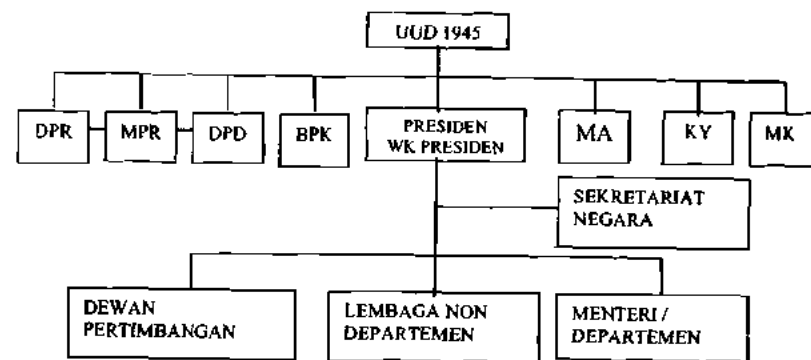 UUD 1945
DPR
MPR
DPD
BPK
PRESIDEN
WK PRESIDEN
MA
KY
MK
SEKRETARIAT
NEGARA
DEWAN
PERTIMBANGAN
LEMBAGA NON
DEPARTEMEN
MENTERI /
DEPARTEMEN